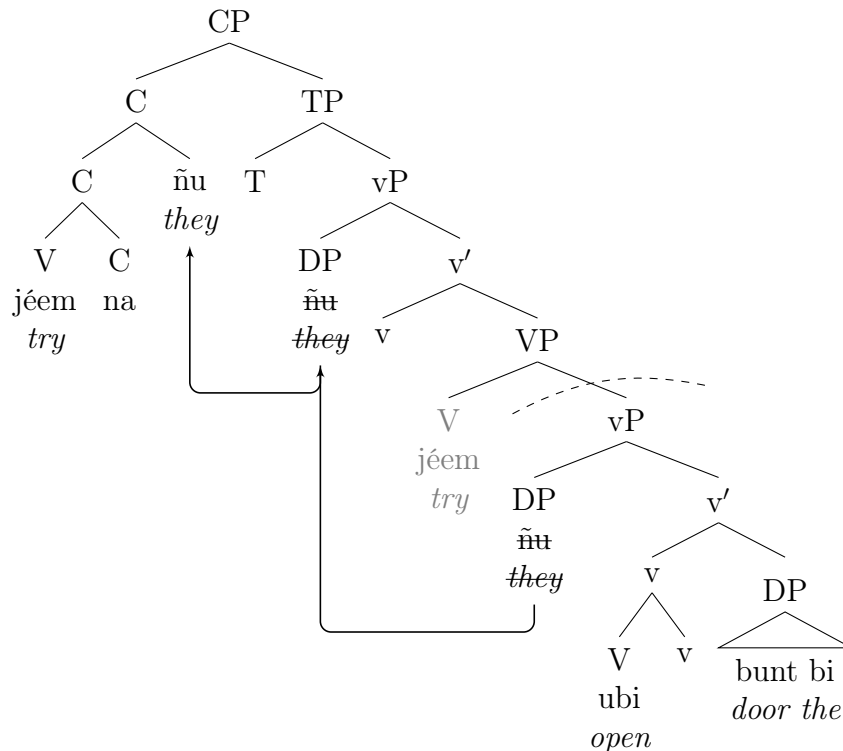 CP
C TP
C ñu T vP
they
V C DP v′
jéem na ñu v VP
try they
V vP
jéem
try DP v′
ñu
they v DP
V v bunt bi
ubi door the
open